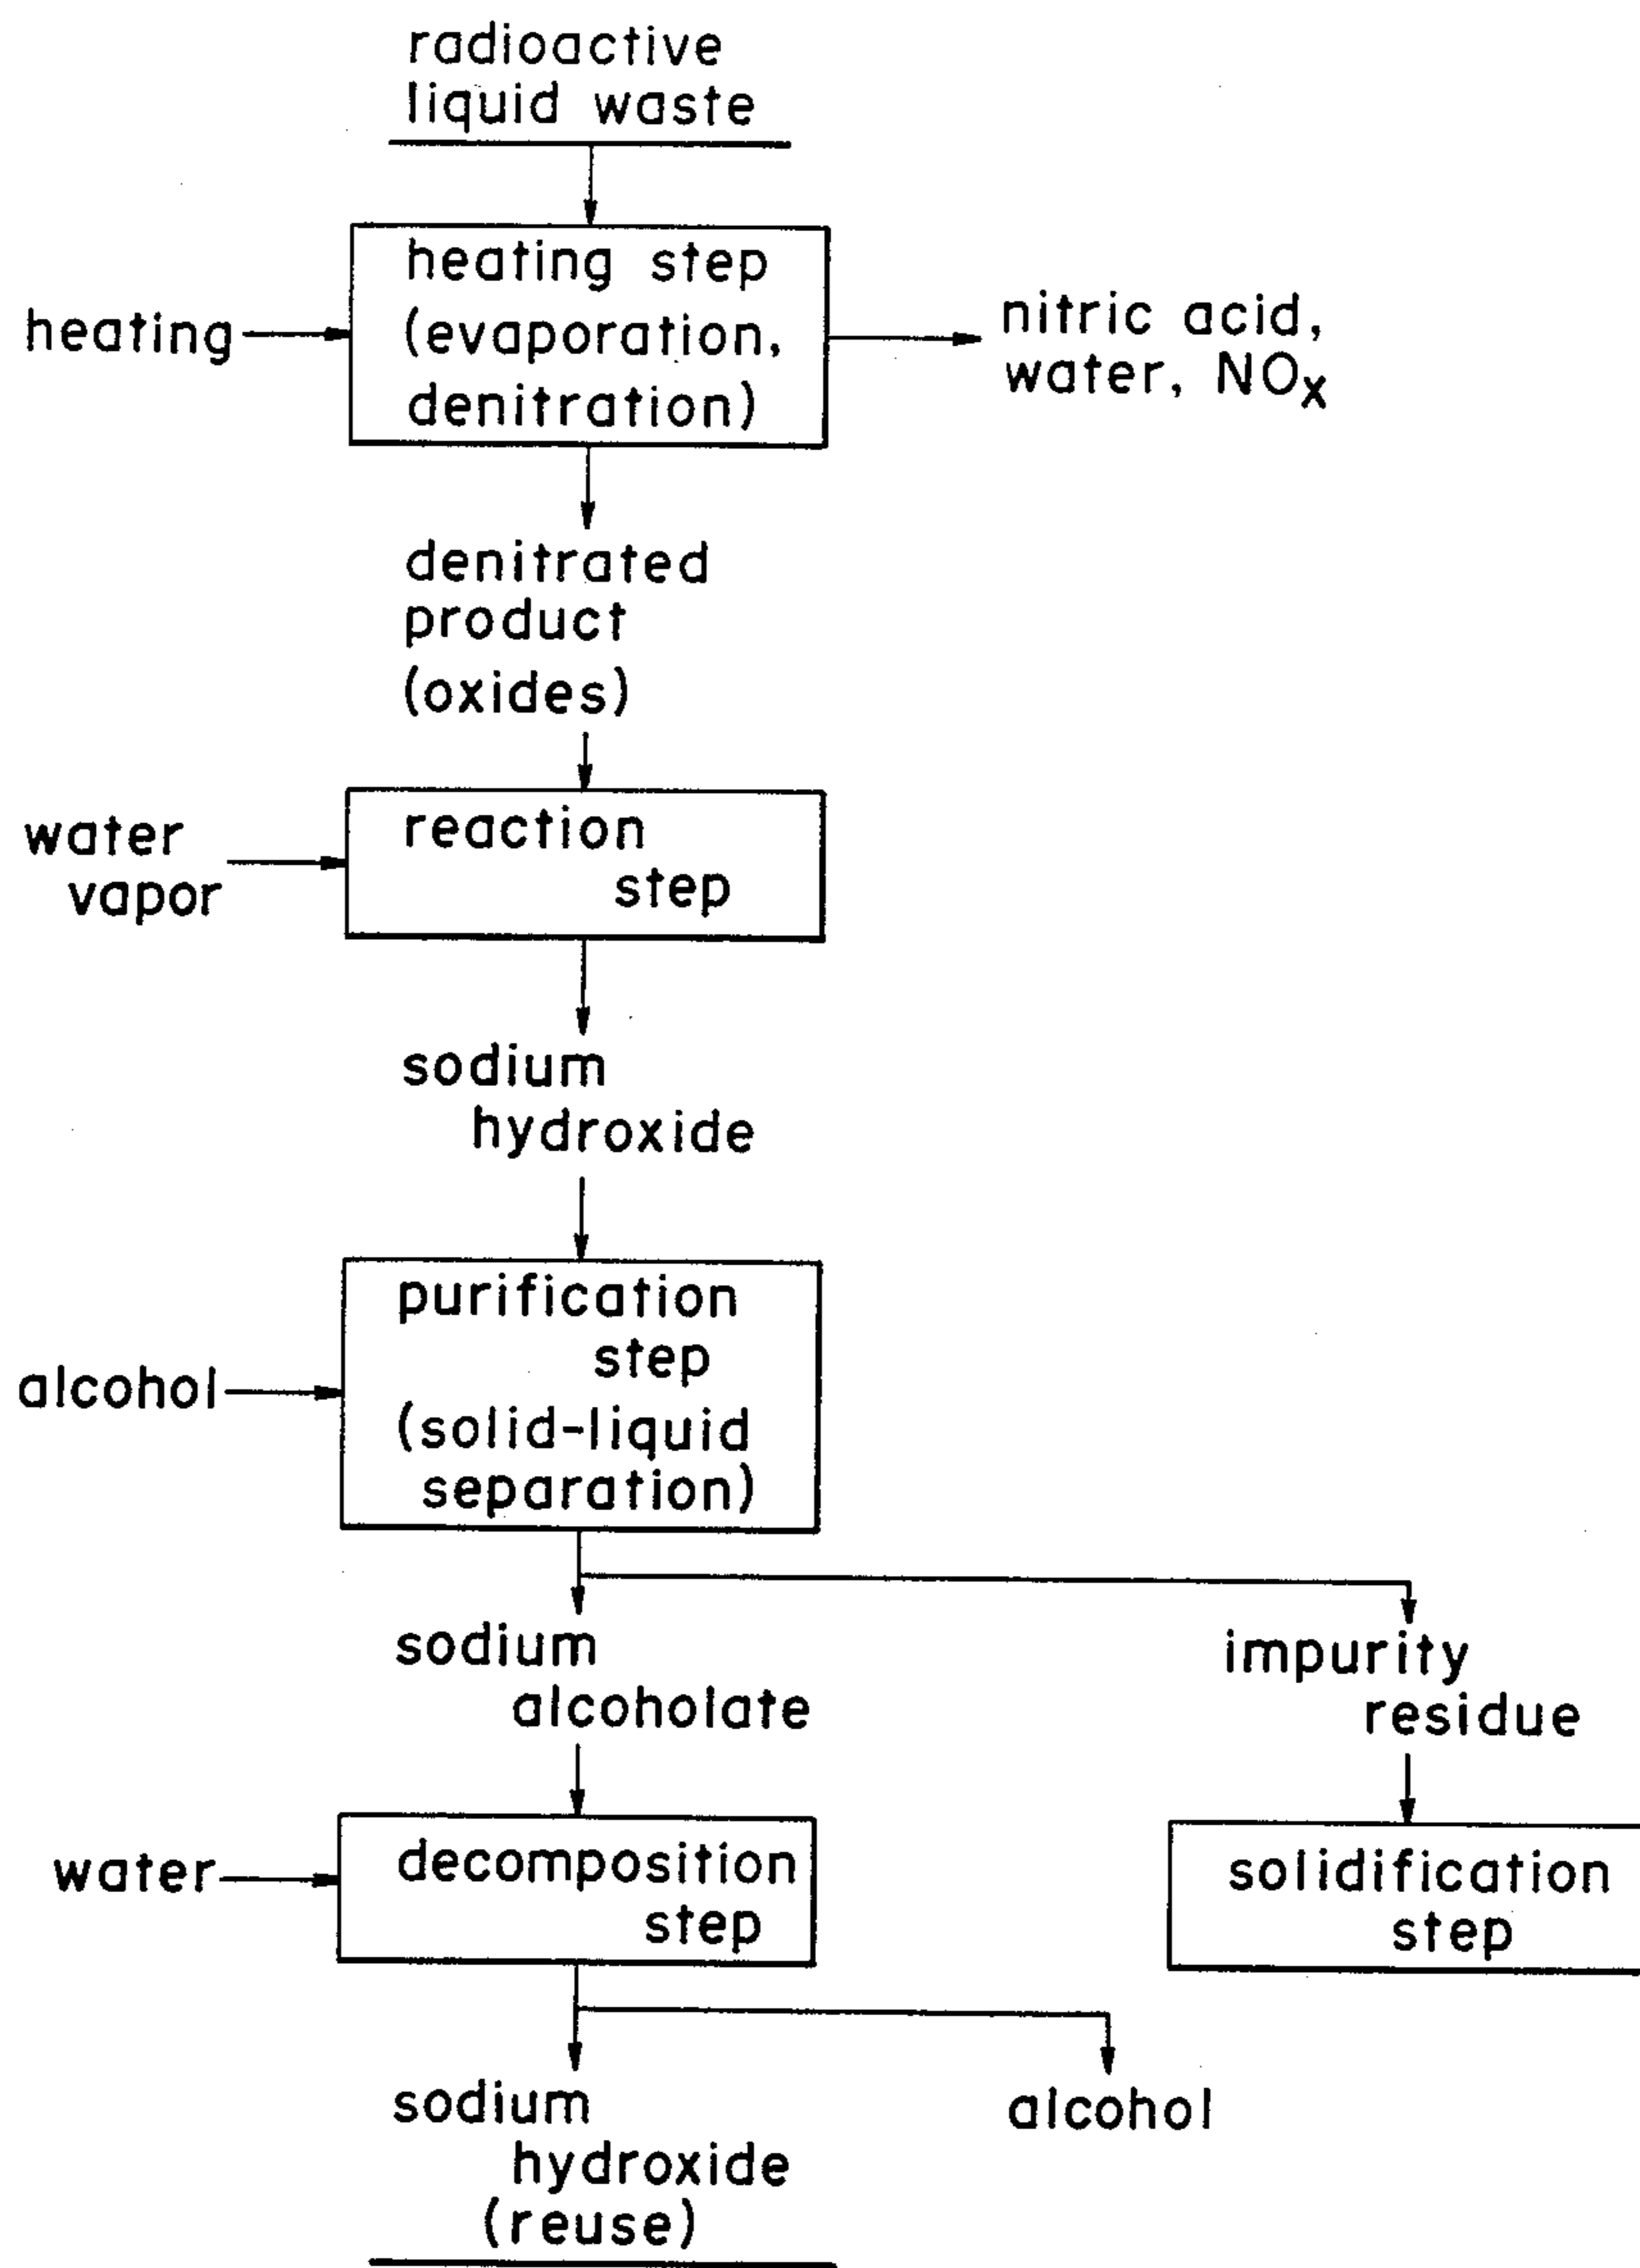 radioactive
liquid waste
heating step
(evaporation,
denitration)
heating
nitric acid,
water, NOx
denitrated
product
(oxides)
water
vapor
reaction
step
sodium
hydroxide
purification
step
(solid-liquid
separation)
alcohol
sodium
alcoholate
impurity
residue
water
decomposition
step
solidification
step
sodium
hydroxide
(reuse)
alcohol